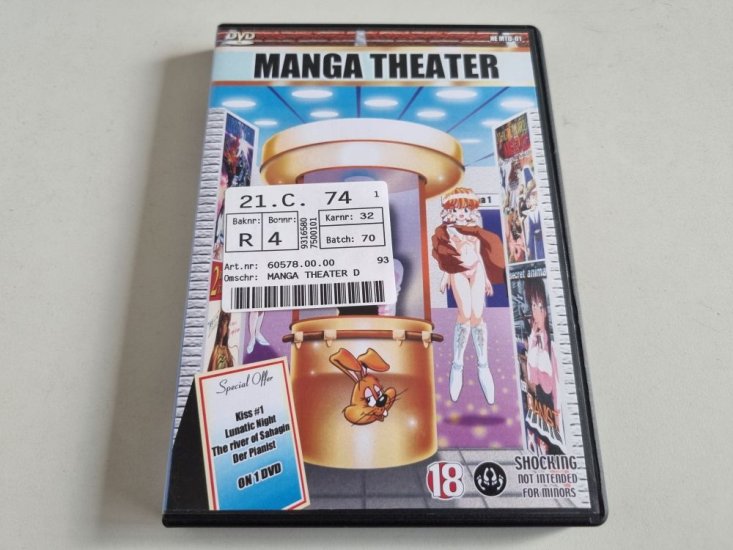 DVD
HE MTD-01
MANGA THEATER
21.C. 74 1
Baknr:
R
Bonnr:
4
9316580
7500101
Karnr: 32
Batch: 70
93
Art.nr: 60578.00.00
Omschr: MANGA THEATER D
Special Offer
Kiss #1
Lunatic Night
The river of Sahagin
Der Pianist
ON 1 DVD
18
SHOCKING
NOT INTENDED
FOR MINORS